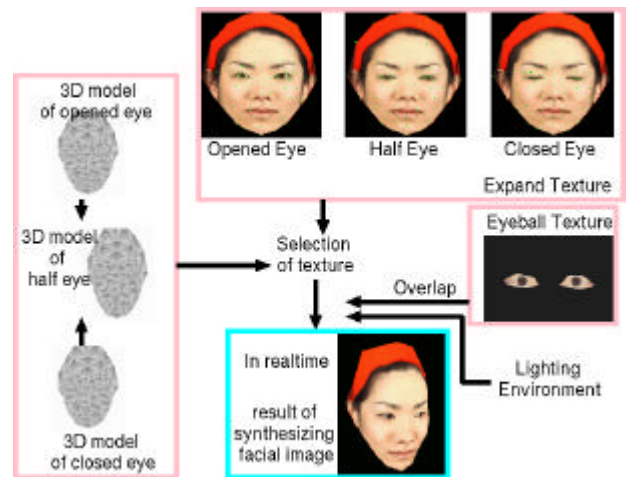 3D model
of opened eye
3D model
of
half eye
3D model
of closed eye
Opened Eye
Half Eye
Closed Eye
Expand Texture
Selection
of texture
Eyeball Texture
Overlap
Lighting
Environment
In realtime
result of
synthesizing
facial image